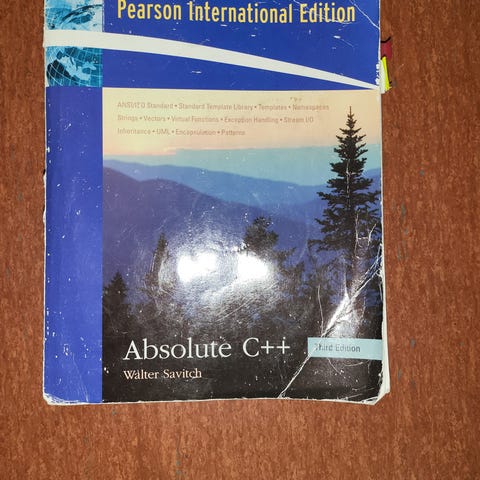 Pearson International Edition
ANSI/ISO Standard • Standard Template Library • Templates • Namespaces
Strings • Vectors • Virtual Functions • Exception Handling • Stream I/O
Inheritance • UML • Encapsulation • Patterns
Absolute C++
Third Edition
Walter Savitch